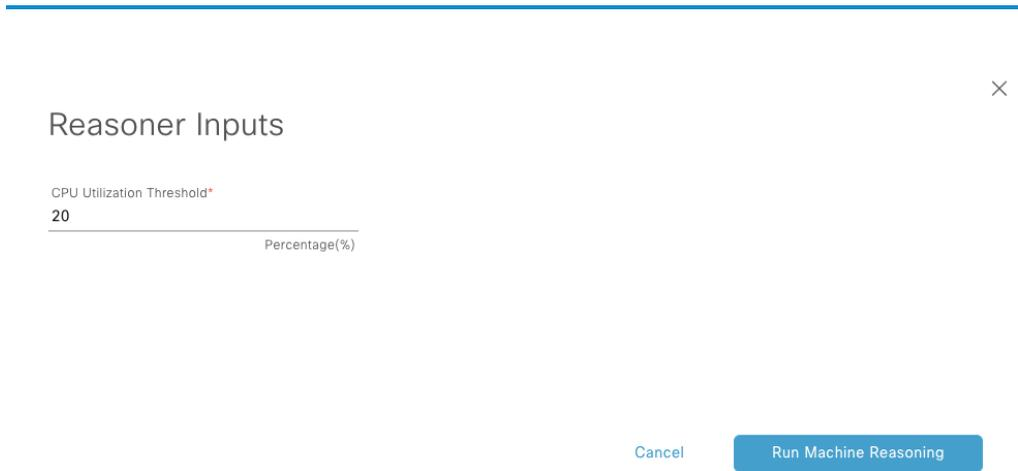 Reasoner Inputs
CPU Utilization Threshold*
20
Percentage(%)
Cancel
Run Machine Reasoning